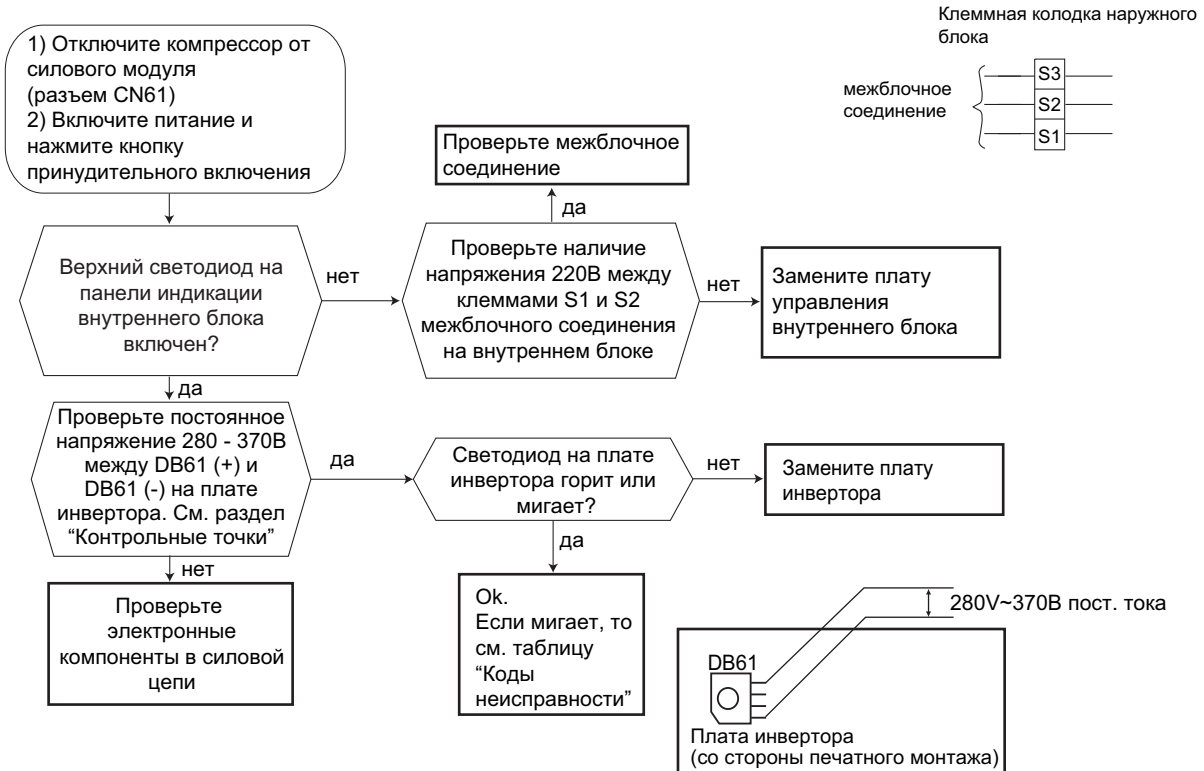 Клеммная колодка наружного
блока
S3
S2
S1
межблочное
соединение
1) Отключите компрессор от
силового модуля
(разъем CN61)
2) Включите питание и
нажмите кнопку
принудительного включения
Проверьте межблочное
соединение
да
Верхний светодиод на
панели индикации
внутреннего блока
включен?
нет
Проверьте наличие
напряжения 220В между
клеммами S1 и S2
межблочного соединения
на внутреннем блоке
нет
Замените плату
управления
внутреннего блока
да
Проверьте постоянное
напряжение 280 - 370В
между DB61 (+) и
DB61 (-) на плате
инвертора. См. раздел
“Контрольные точки”
да
Светодиод на плате
инвертора горит или
мигает?
нет
Замените плату
инвертора
нет
Проверьте
электронные
компоненты в силовой
цепи
да
Ok.
Если мигает, то
см. таблицу
“Коды
неисправности”
280V~370В пост. тока
DB61
Плата инвертора
(со стороны печатного монтажа)